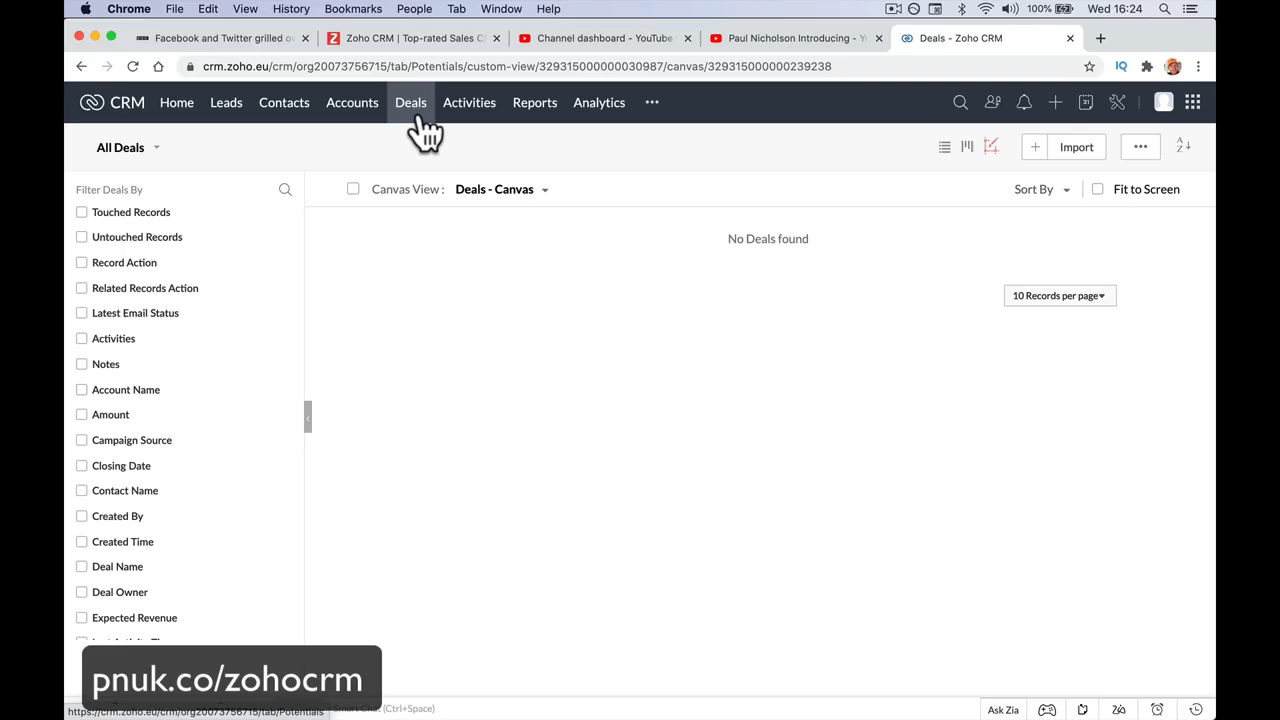 Chrome File Edit View History Bookmarks People Tab Window Help 100% Wed 16:24
Facebook and Twitter grilled ov Zoho CRM | Top-rated Sales C Channel dashboard - YouTube Paul Nicholson Introducing - Y Deals - Zoho CRM
crm.zoho.eu/crm/org20073756715/tab/Potentials/custom-view/329315000000030987/canvas/329315000000239238
CRM Home Leads Contacts Accounts Deals Activities Reports Analytics
All Deals
Import
Filter Deals By
Canvas View : Deals - Canvas
Sort By
Fit to Screen
No Deals found
10 Records per page
Touched Records
Untouched Records
Record Action
Related Records Action
Latest Email Status
Activities
Notes
Account Name
Amount
Campaign Source
Closing Date
Contact Name
Created By
Created Time
Deal Name
Deal Owner
Expected Revenue
pnuk.co/zohocrm
https://crm.zoho.eu/crm/org20073756715/tab/Potentials
Smart Chat (Ctrl+Space)
Ask Zia